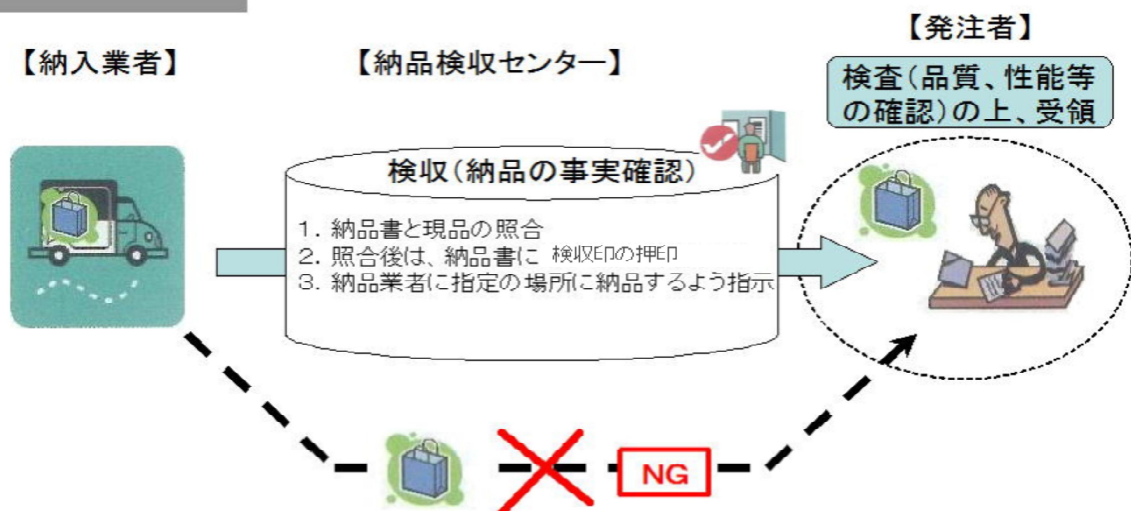 【納入業者】
【納品検収センター】
【発注者】
検査(品質、性能等
の確認)の上、受領
検収(納品の事実確認)
1. 納品書と現品の照合
2. 照合後は、納品書に 検収印の押印
3. 納品業者に指定の場所に納品するよう指示
NG